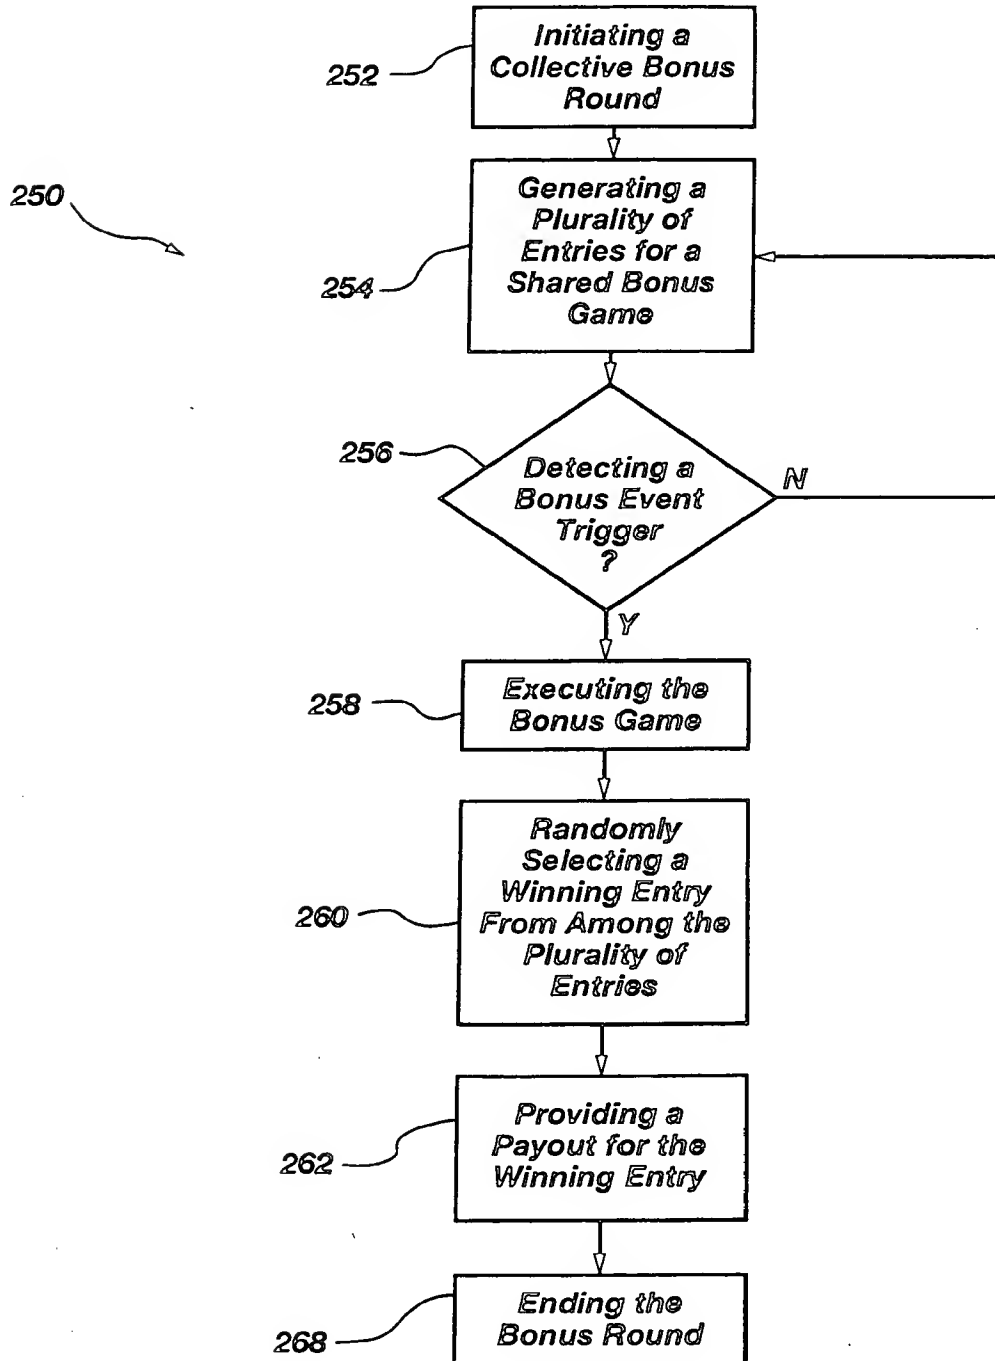 Initiating a
Collective Bonus
Round
252
250
Generating a
Plurality of
Entries for a
Shared Bonus
Game
254
256
Detecting a
Bonus Event
Trigger
?
N
Y
258
Executing the
Bonus Game
Randomly
Selecting a
Winning Entry
From Among the
Plurality of
Entries
260
Providing a
Payout for the
Winning Entry
262
Ending the
Bonus Round
268